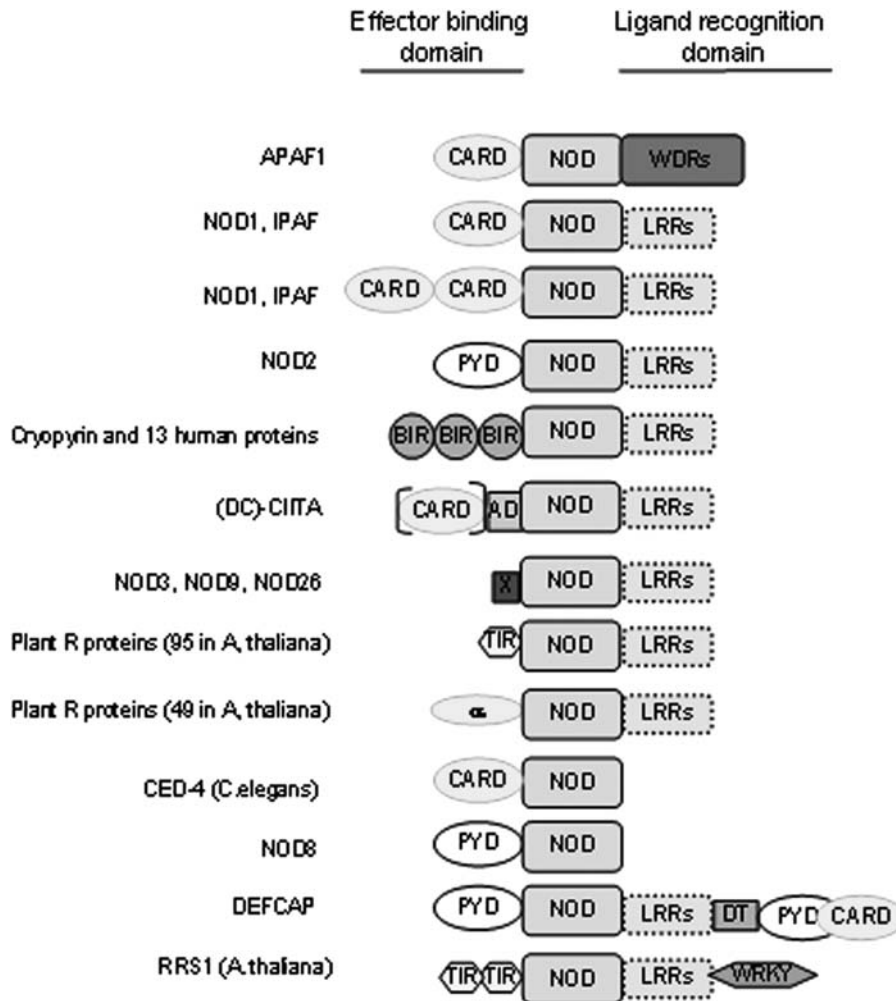 Effector binding domain
Ligand recognition domain
APAF1 CARD NOD WDRs
NOD1, IPAF CARD NOD LRRs
NOD1, IPAF CARD CARD NOD LRRs
NOD2 PYD NOD LRRs
Cryopyrin and 13 human proteins BIR BIR BIR NOD LRRs
(DC)-CIITA CARD AD NOD LRRs
NOD3, NOD9, NOD26 X NOD LRRs
Plant R proteins (95 in A, thaliana) TIR NOD LRRs
Plant R proteins (49 in A, thaliana) NOD LRRs
CED-4 (C.elegans) CARD NOD
NOD8 PYD NOD
DEFCAP PYD NOD LRRs DT PYD CARD
RRS1 (A.thaliana) TIR TIR NOD LRRs WRKY